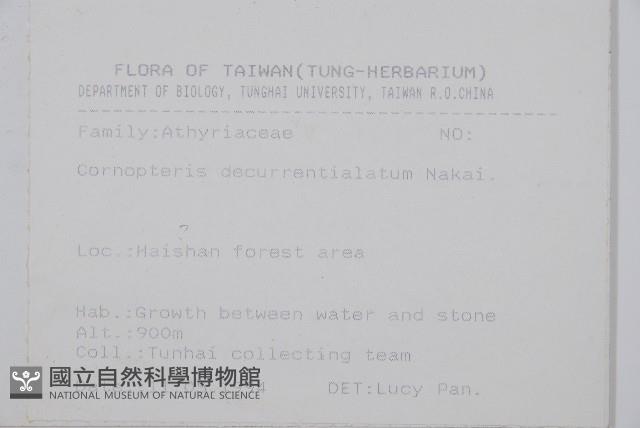 FLORA OF TAIWAN(TUNG-HERBARIUM)
DEPARTMENT OF BIOLOGY, TUNGHAI UNIVERSITY, TAIWAN R.O.CHINA
Family:Athyriaceae NO:
Cornopteris decurrentialatum Nakai.
?
Loc.:Haishan forest area
Hab.:Growth between water and stone
Alt.:900m
Coll.:Tunhai collecting team
DET:Lucy Pan.
國立自然科學博物館
NATIONAL MUSEUM OF NATURAL SCIENCE